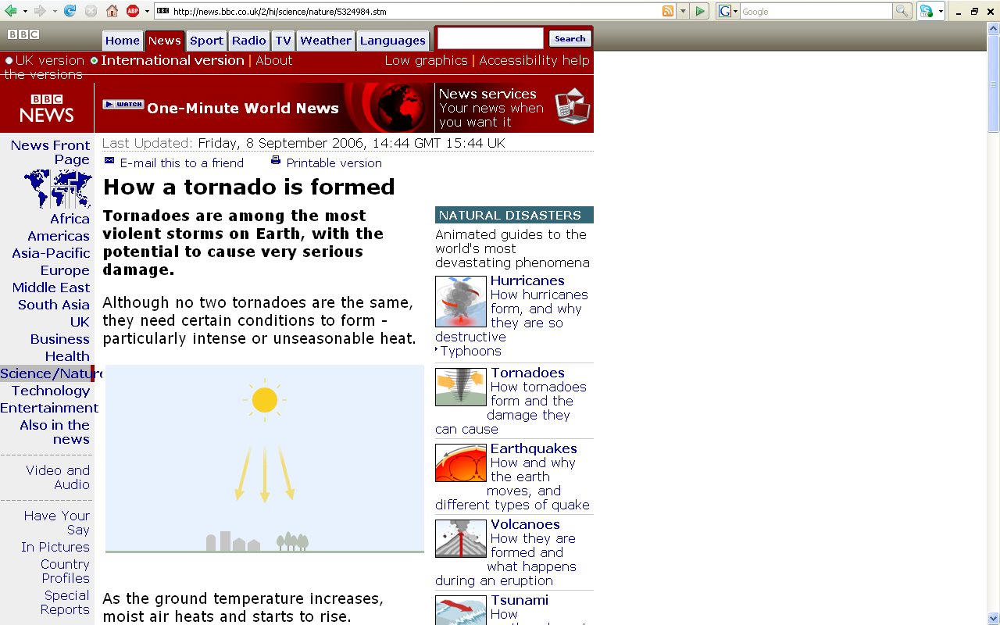 http://news.bbc.co.uk/2/hi/science/nature/5324984.stm
ABP
BBC
G
Google
BBC
Home
News
Sport
Radio
TV
Weather
Languages
Search
UK version
International version | About
the versions
Low graphics | Accessibility help
BBC
NEWS
WATCH
One-Minute World News
News services
Your news when
you want it
News Front
Page
Africa
Americas
Asia-Pacific
Europe
Middle East
South Asia
UK
Business
Health
Science/Nature
Technology
Entertainment
Also in the
news
Video and
Audio
Have Your
Say
In Pictures
Country
Profiles
Special
Reports
Last Updated: Friday, 8 September 2006, 14:44 GMT 15:44 UK
E-mail this to a friend
Printable version
How a tornado is formed
Tornadoes are among the most
violent storms on Earth, with the
potential to cause very serious
damage.
Although no two tornadoes are the same,
they need certain conditions to form -
particularly intense or unseasonable heat.
As the ground temperature increases,
moist air heats and starts to rise.
NATURAL DISASTERS
Animated guides to the
world's most
devastating phenomena
Hurricanes
How hurricanes
form, and why
they are so
destructive
Typhoons
Tornadoes
How tornadoes
form and the
damage they
can cause
Earthquakes
How and why
the earth
moves, and
different types of quake
Volcanoes
How they are
formed and
what happens
during an eruption
Tsunami
How